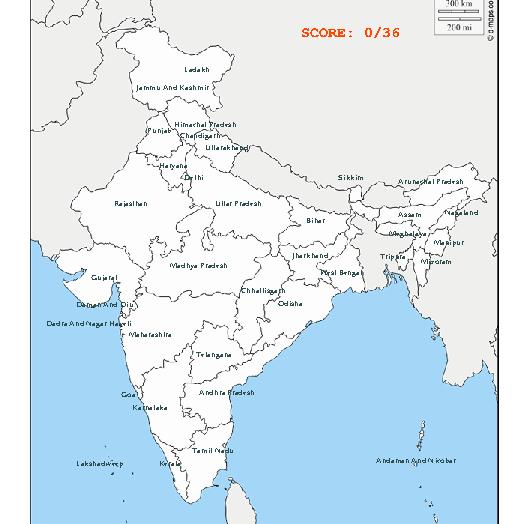 300 km
200 mi
© d-maps.co
SCORE: 0/36
Ladakh
Jammu And Kashmir
Himachal Pradesh
Punjab
Chandigarh
Uttarakhand
Haryana
Delhi
Sikkim
Arunachal Pradesh
Rajasthan
Uttar Pradesh
Bihar
Assam
Nagaland
Meghalaya
Manipur
Jharkhand
Tripura
Mizoram
Madhya Pradesh
West Bengal
Gujarat
Chhattisgarh
Daman And Diu
Odisha
Dadra And Nagar Haveli
Maharashtra
Telangana
Goa
Andhra Pradesh
Karnataka
Tamil Nadu
Lakshadweep
Kerala
Andaman And Nicobar